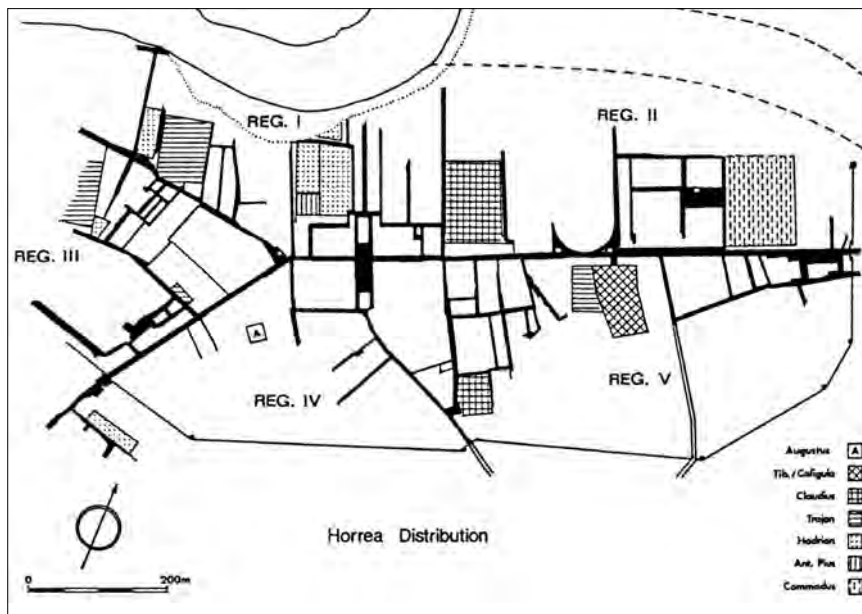 REG. I
REG. II
REG. III
A
REG. IV
REG. V
Augustus A
Tib./Caligula
Claudius
Trajan
Hadrian
Ant. Pius
Commodus
Horrea Distribution
0 200m